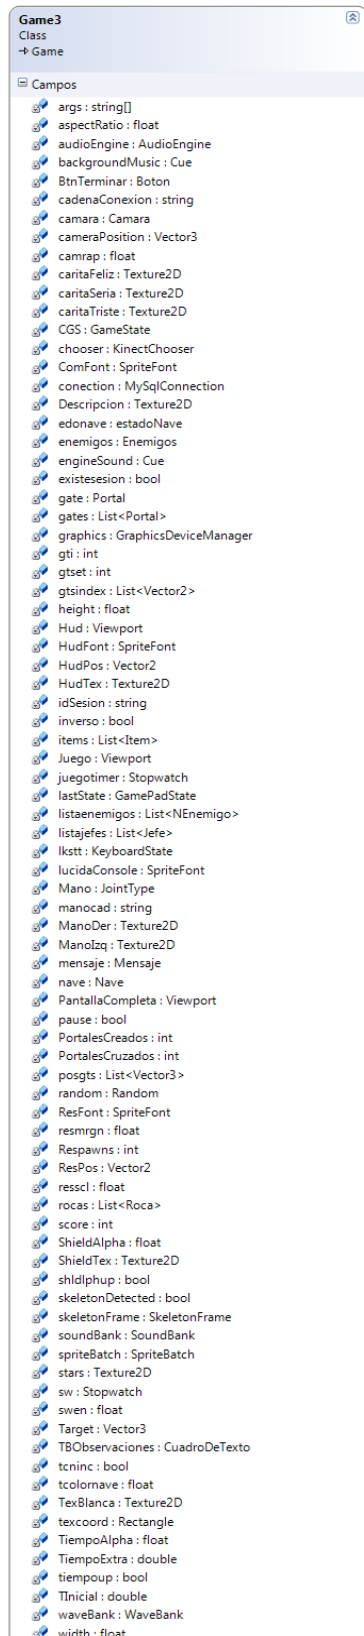 Game3
Class
Game
Campos
args : string[]
aspectRatio : float
audioEngine : AudioEngine
backgroundMusic : Cue
BtnTerminar : Boton
cadenaConexion : string
camara : Camara
cameraPosition : Vector3
camrap : float
caritaFeliz : Texture2D
caritaSeria : Texture2D
caritaTriste : Texture2D
CGS : GameState
chooser : KinectChooser
ComFont : SpriteFont
conection : MySqlConnection
Descripcion : Texture2D
edonave : estadoNave
enemigos : Enemigos
engineSound : Cue
existesesion : bool
gate : Portal
gates : List<Portal>
graphics : GraphicsDeviceManager
gti : int
gtset : int
gtsindex : List<Vector2>
height : float
Hud : Viewport
HudFont : SpriteFont
HudPos : Vector2
HudTex : Texture2D
idSesion : string
inverso : bool
items : List<Item>
Juego : Viewport
juegotimer : Stopwatch
lastState : GamePadState
listaenemigos : List<NEnemigo>
listajefes : List<Jefe>
lkstt : KeyboardState
lucidaConsole : SpriteFont
Mano : JointType
manocad : string
ManoDer : Texture2D
ManoIzq : Texture2D
mensaje : Mensaje
nave : Nave
PantallaCompleta : Viewport
pause : bool
PortalesCreados : int
PortalesCruzados : int
posgts : List<Vector3>
random : Random
ResFont : SpriteFont
resmrgn : float
Respawns : int
ResPos : Vector2
resscl : float
rocas : List<Roca>
score : int
ShieldAlpha : float
ShieldTex : Texture2D
shldlphup : bool
skeletonDetected : bool
skeletonFrame : SkeletonFrame
soundBank : SoundBank
spriteBatch : SpriteBatch
stars : Texture2D
sw : Stopwatch
swen : float
Target : Vector3
TBObservaciones : CuadroDeTexto
tcninc : bool
tcolornave : float
TexBlanca : Texture2D
texcoord : Rectangle
TiempoAlpha : float
TiempoExtra : double
tiempoup : bool
TInicial : double
waveBank : WaveBank
width : float